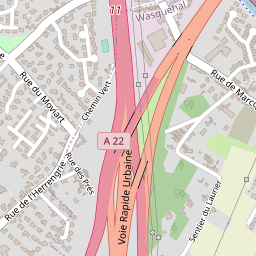 11
Wasquehal
Rue du Moviart
Chemin Vert
Rue de Marc
A 22
Rue des Prés
Voie Rapide Urbaine
Rue de l'Herrengrie
Sentier du Laurier